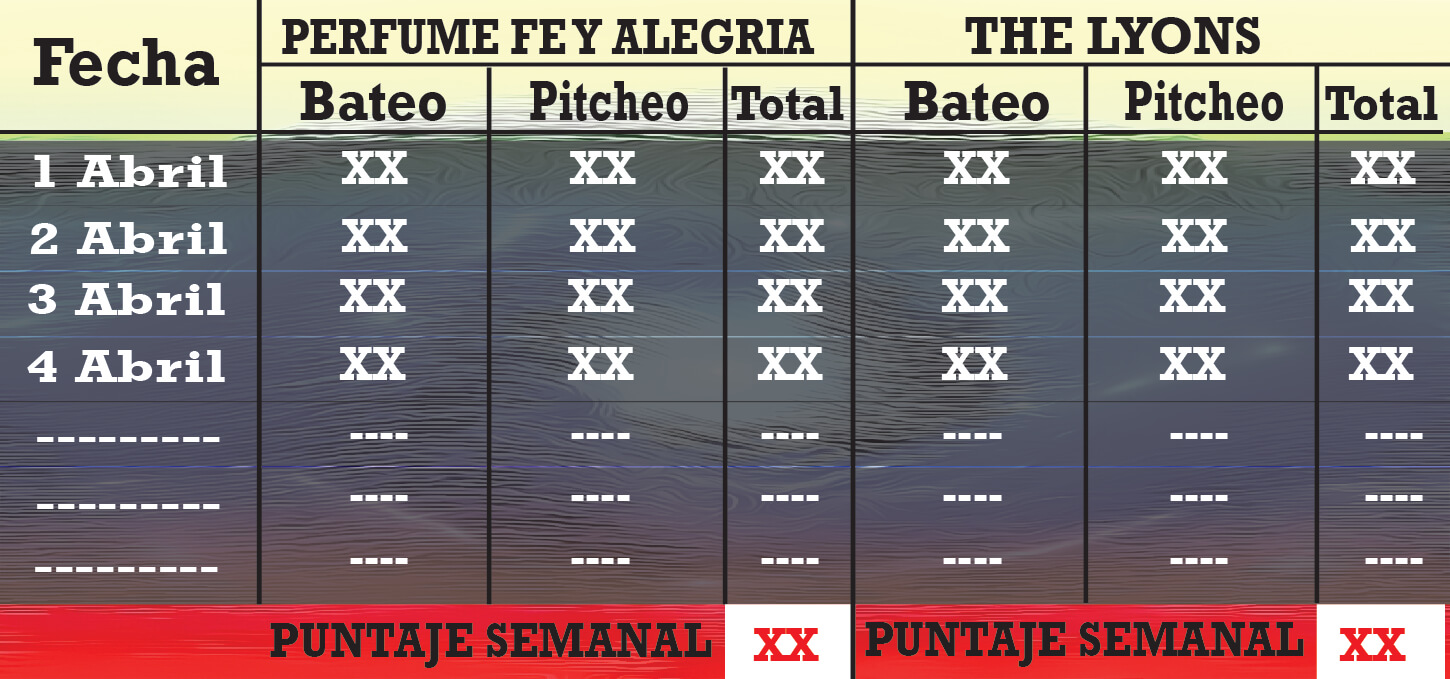 Fecha PERFUME FE Y ALEGRIA THE LYONS
Bateo Pitcheo Total Bateo Pitcheo Total
1 Abril XX XX XX XX XX XX
2 Abril XX XX XX XX XX XX
3 Abril XX XX XX XX XX XX
4 Abril XX XX XX XX XX XX
--------- ---- ---- ---- ---- ---- ----
--------- ---- ---- ---- ---- ---- ----
--------- ---- ---- ---- ---- ---- ----
PUNTAJE SEMANAL XX PUNTAJE SEMANAL XX